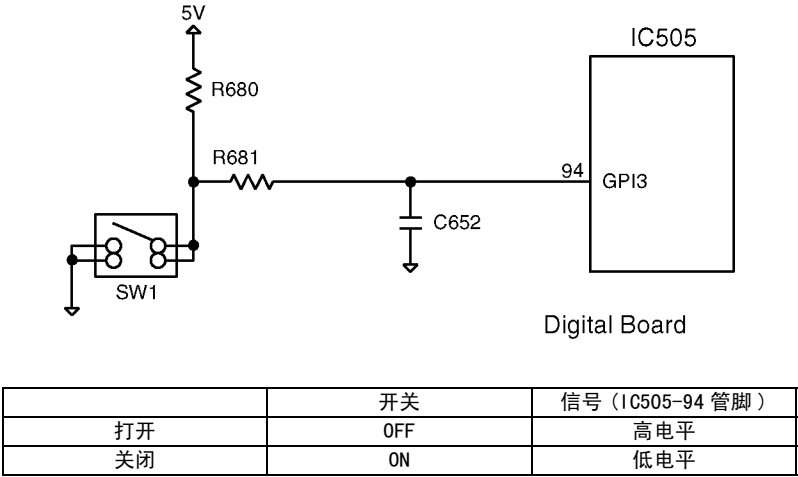 5V
IC505
R680
R681
94
GPI3
C652
SW1
Digital Board
开关 信号 (IC505-94 管脚 )
打开 OFF 高电平
关闭 ON 低电平